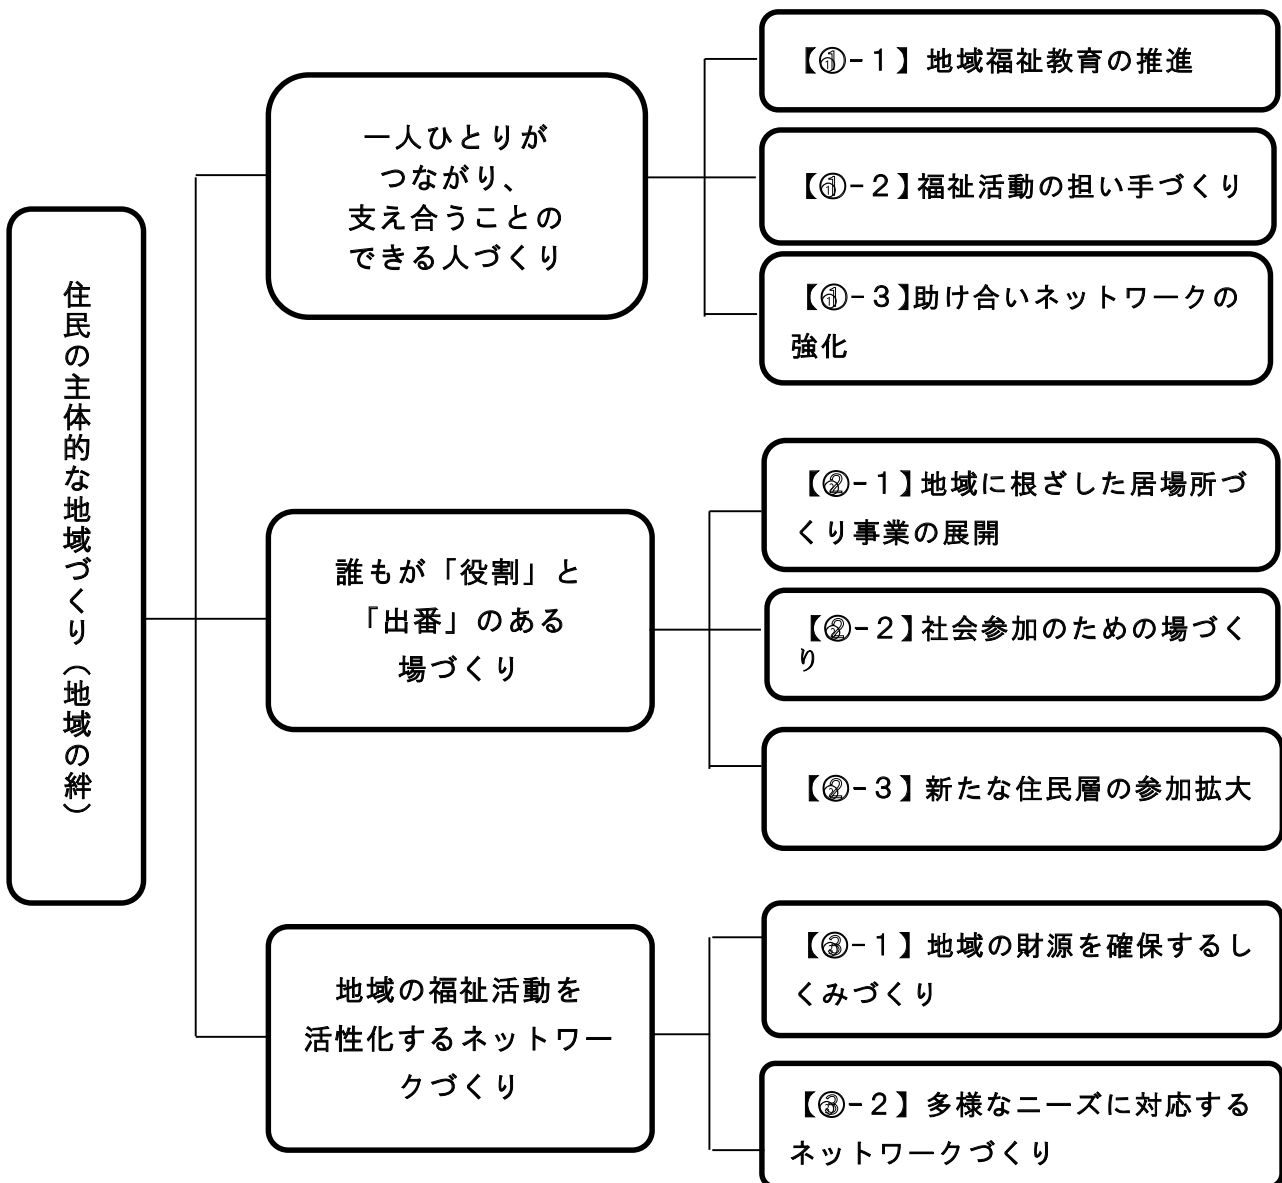 住民の主体的な地域づくり（地域の絆）
一人ひとりが
つながり、
支え合うことの
できる人づくり
【①-１】地域福祉教育の推進
【①-２】福祉活動の担い手づくり
【①-３】助け合いネットワークの
強化
誰もが「役割」と
「出番」のある
場づくり
【②-１】地域に根ざした居場所づ
くり事業の展開
【②-２】社会参加のための場づく
り
【②-３】新たな住民層の参加拡大
地域の福祉活動を
活性化するネットワー
クづくり
【③-１】地域の財源を確保するし
くみづくり
【③-２】多様なニーズに対応する
ネットワークづくり